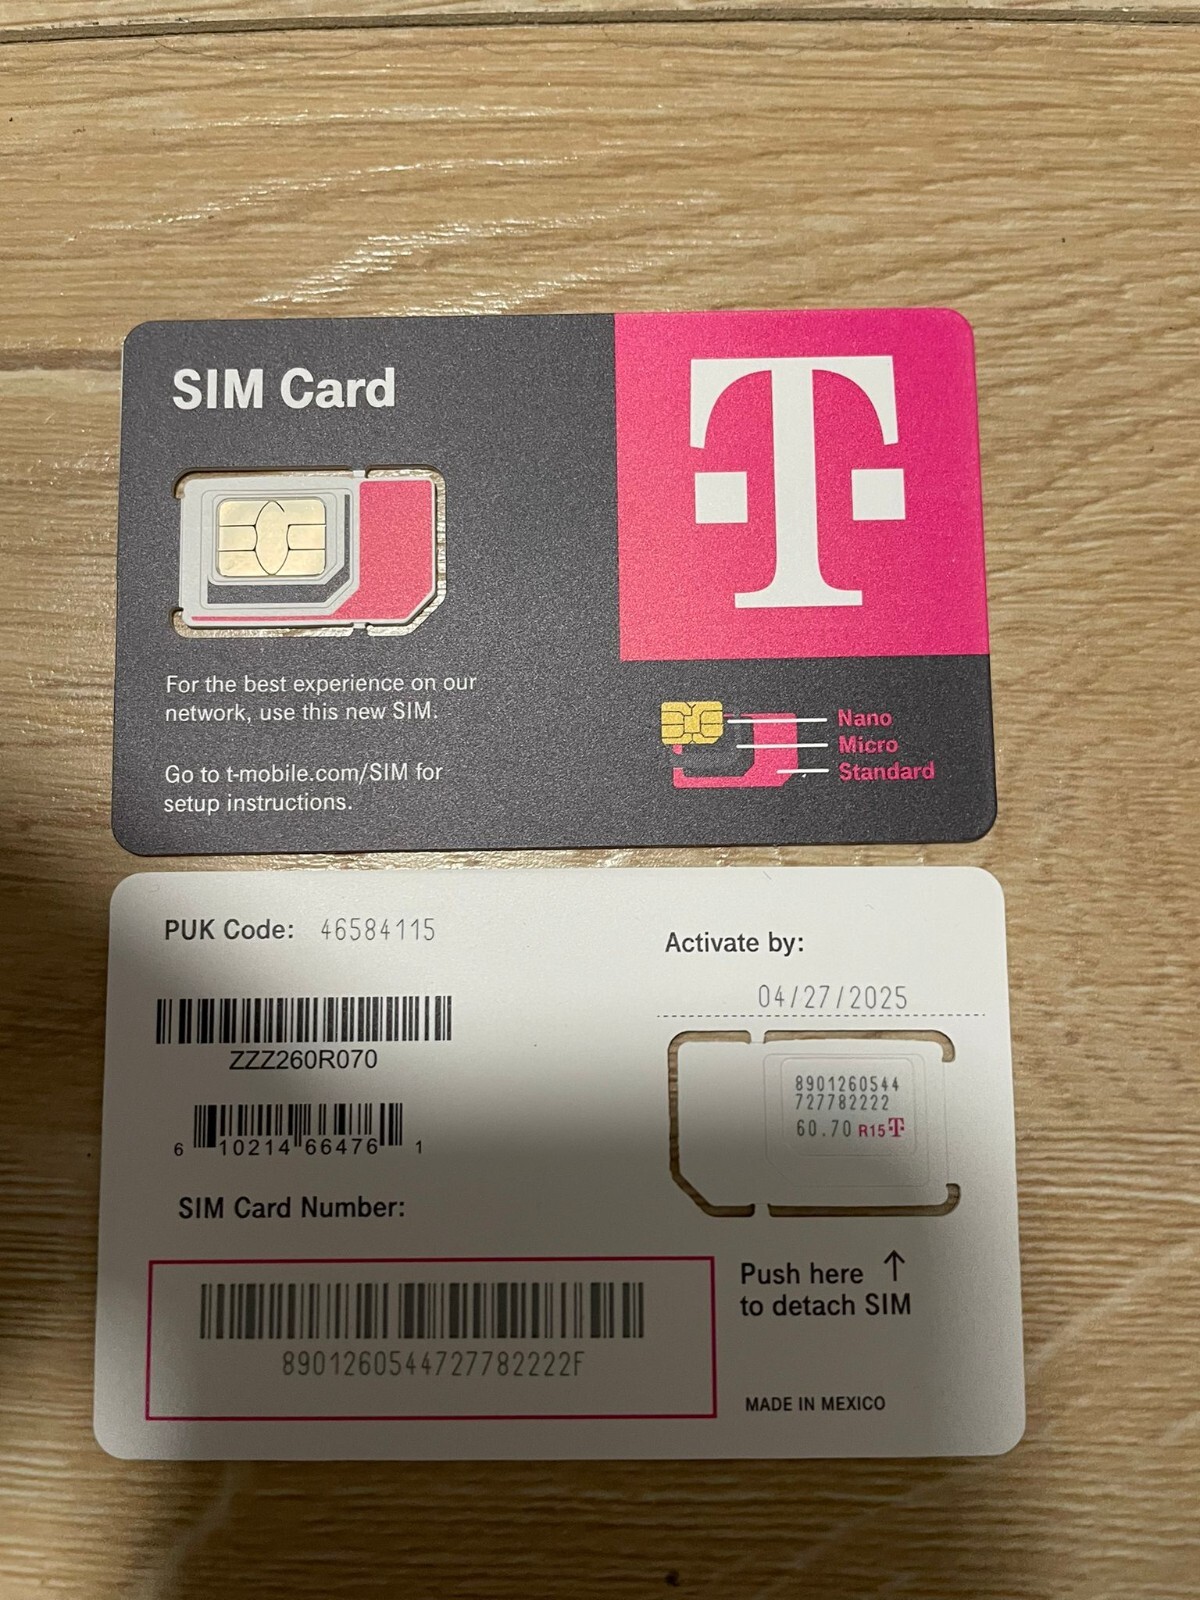 SIM Card
T
For the best experience on our
network, use this new SIM.
Go to t-mobile.com/SIM for
setup instructions.
Nano
Micro
Standard
PUK Code: 46584115
ZZZ260R070
6 10214 66476 1
SIM Card Number:
8901260544727782222F
Activate by:
04/27/2025
8901260544
727782222
60.70 R15 T
Push here ↑
to detach SIM
MADE IN MEXICO